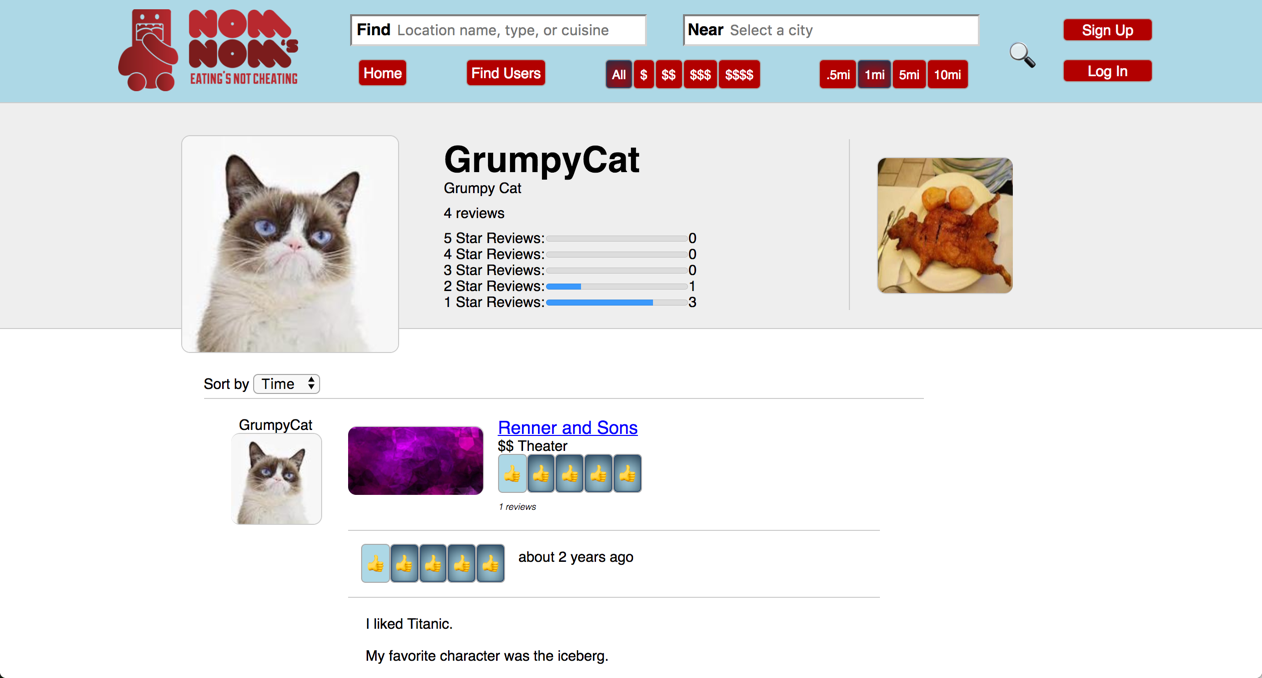 NOM
NOM'S
EATING'S NOT CHEATING
Find Location name, type, or cuisine
Near Select a city
Sign Up
Home
Find Users
All $ $$ $$$ $$$$
.5mi 1mi 5mi 10mi
Log In
GrumpyCat
Grumpy Cat
4 reviews
5 Star Reviews: 0
4 Star Reviews: 0
3 Star Reviews: 0
2 Star Reviews: 1
1 Star Reviews: 3
Sort by Time
GrumpyCat
Renner and Sons
$$ Theater
1 reviews
about 2 years ago
I liked Titanic.
My favorite character was the iceberg.